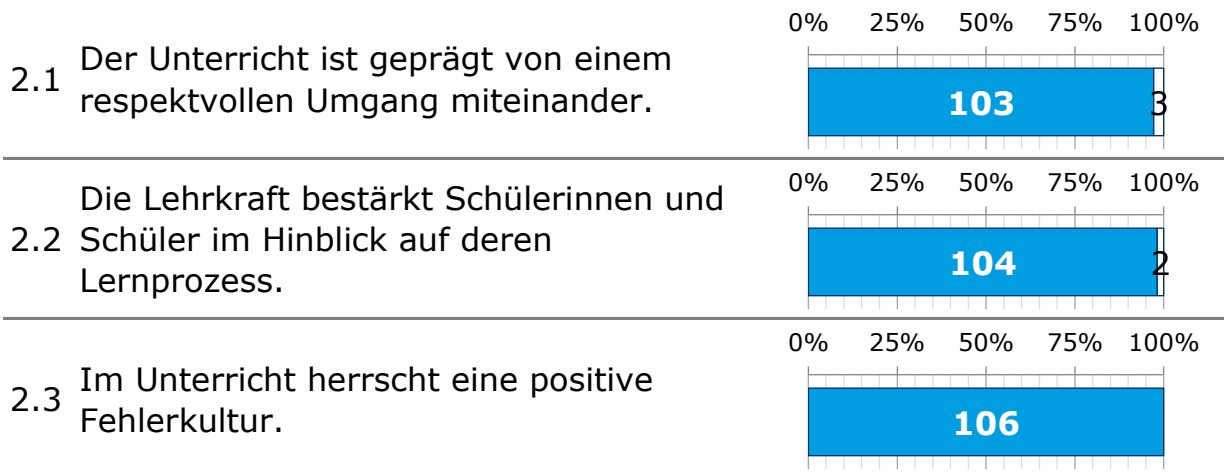 0% 25% 50% 75% 100%
2.1 Der Unterricht ist geprägt von einem
respektvollen Umgang miteinander.
103 3
0% 25% 50% 75% 100%
2.2 Die Lehrkraft bestärkt Schülerinnen und
Schüler im Hinblick auf deren
Lernprozess.
104 2
0% 25% 50% 75% 100%
2.3 Im Unterricht herrscht eine positive
Fehlerkultur.
106